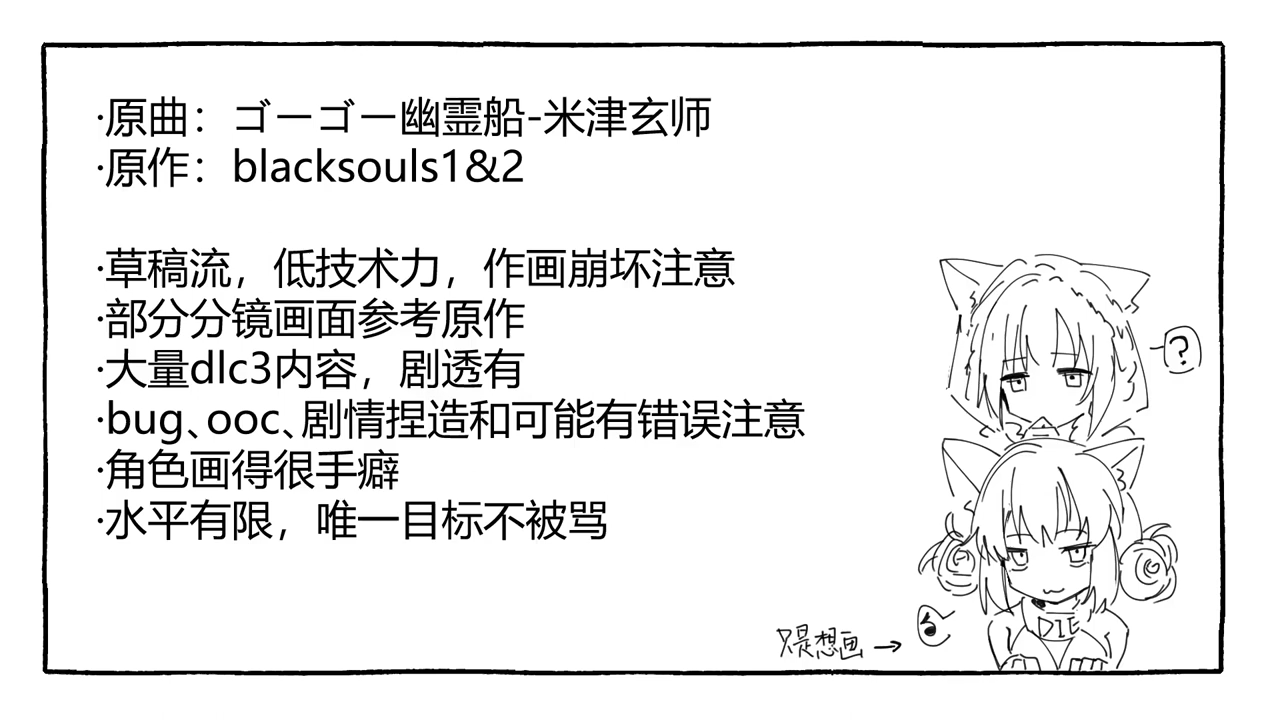 ·原曲：ゴーゴー幽霊船-米津玄师
·原作：blacksouls1&2
·草稿流，低技术力，作画崩坏注意
·部分分镜画面参考原作
·大量dlc3内容，剧透有
·bug、ooc、剧情捏造和可能有错误注意
·角色画得很手癖
·水平有限，唯一目标不被骂
?
DIE
只是想画→